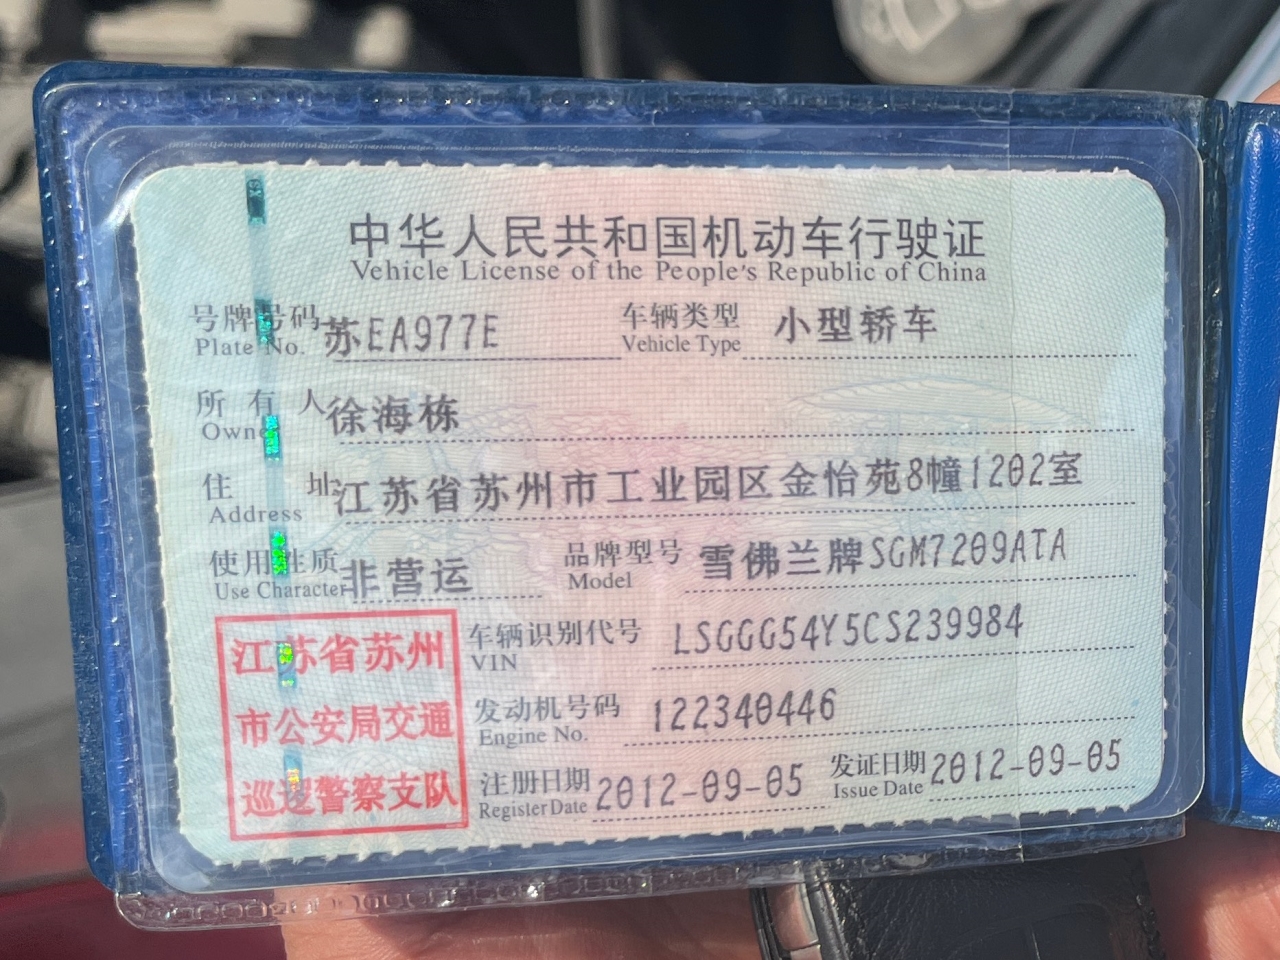 中华人民共和国机动车行驶证
Vehicle License of the People's Republic of China
号牌号码 苏EA977E 车辆类型 小型轿车
Plate No. Vehicle Type
所有人 徐海栋
Owner
住址 江苏省苏州市工业园区金怡苑8幢1202室
Address
使用性质 非营运 品牌型号 雪佛兰牌SGM7209ATA
Use Character Model
车辆识别代号 LSGGG54Y5CS239984
VIN
发动机号码 122340446
Engine No.
注册日期 2012-09-05 发证日期 2012-09-05
Register Date Issue Date
江苏省苏州
市公安局交通
巡逻警察支队